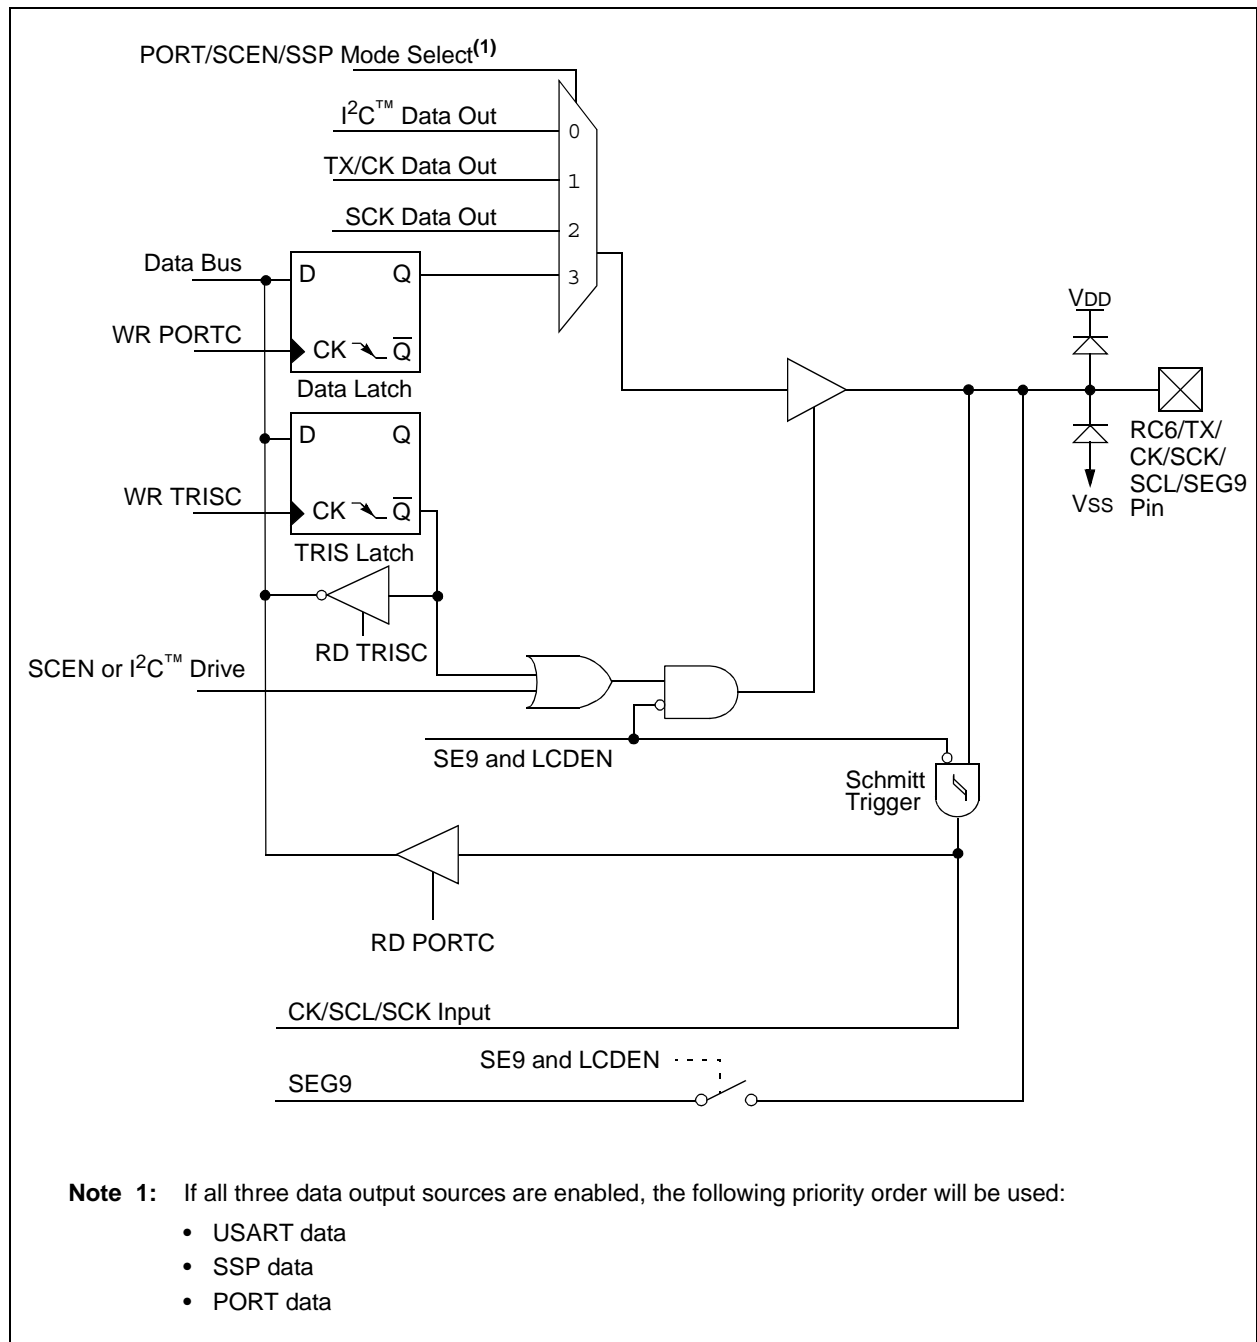 PORT/SCEN/SSP Mode Select(1)
I2C™ Data Out
0
TX/CK Data Out
1
SCK Data Out
2
Data Bus
D
Q
3
VDD
WR PORTC
CK
Q
Data Latch
D
Q
RC6/TX/
CK/SCK/
SCL/SEG9
Pin
WR TRISC
CK
Q
VSS
TRIS Latch
RD TRISC
SCEN or I2C™ Drive
SE9 and LCDEN
Schmitt
Trigger
RD PORTC
CK/SCL/SCK Input
SE9 and LCDEN
SEG9
Note 1: If all three data output sources are enabled, the following priority order will be used:
• USART data
• SSP data
• PORT data